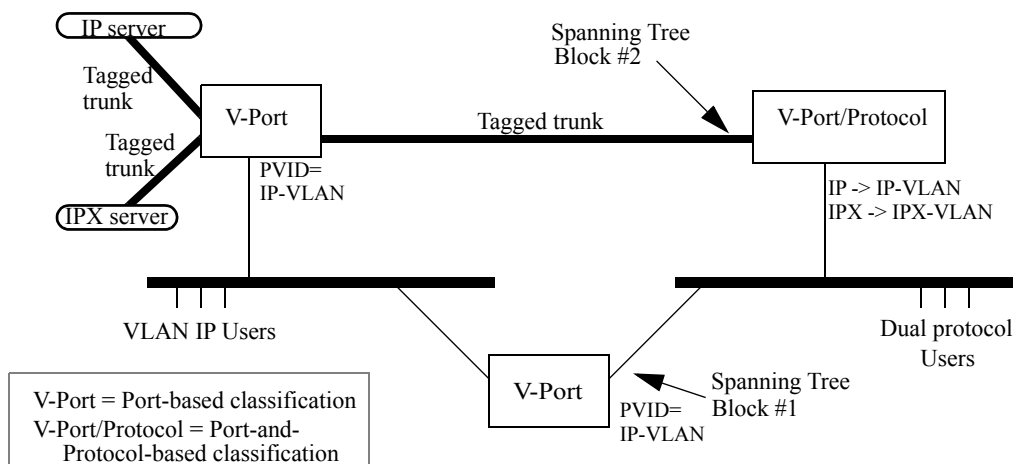 IP server
Spanning Tree
Block #2
Tagged
trunk
V-Port
Tagged trunk
V-Port/Protocol
Tagged
trunk
PVID=
IP-VLAN
IP -> IP-VLAN
IPX -> IPX-VLAN
IPX server
VLAN IP Users
Dual protocol
Users
V-Port
Spanning Tree
Block #1
PVID=
IP-VLAN
V-Port = Port-based classification
V-Port/Protocol = Port-and-
Protocol-based classification